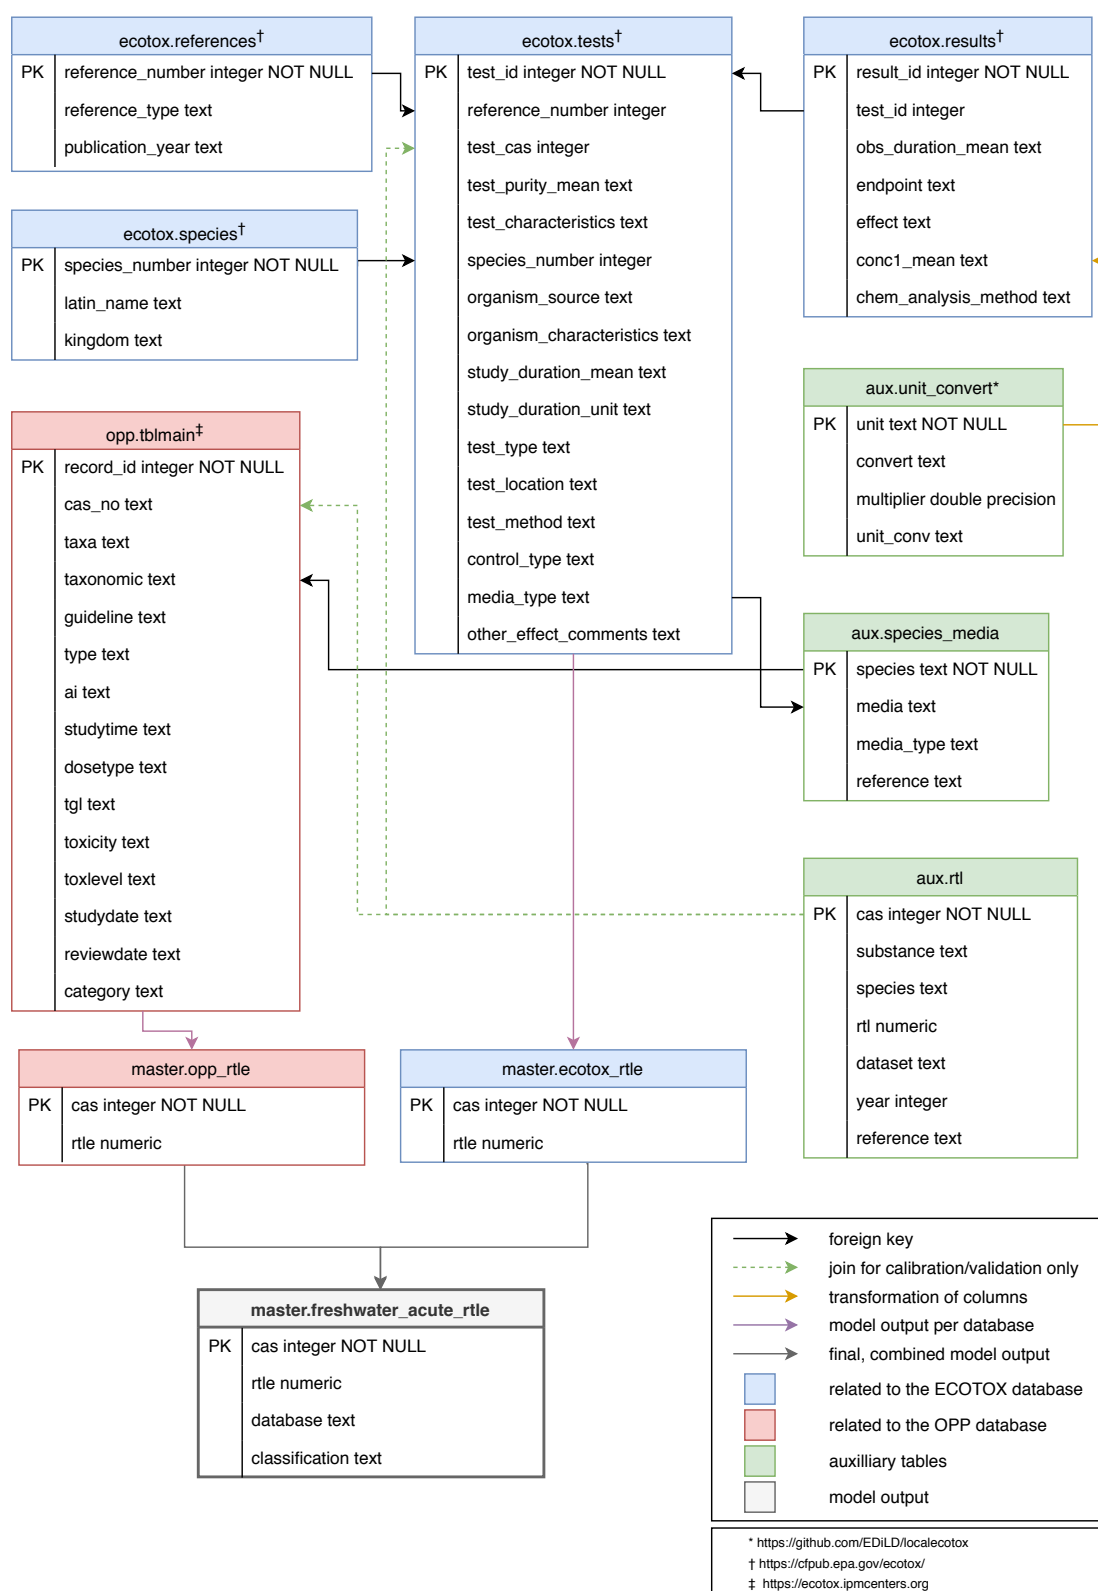 ecotox.references†
PK reference_number integer NOT NULL
reference_type text
publication_year text
ecotox.species†
PK species_number integer NOT NULL
latin_name text
kingdom text
opp.tblmain‡
PK record_id integer NOT NULL
cas_no text
taxa text
taxonomic text
guideline text
type text
ai text
studytime text
dosetype text
tgl text
toxicity text
toxlevel text
studydate text
reviewdate text
category text
ecotox.tests†
PK test_id integer NOT NULL
reference_number integer
test_cas integer
test_purity_mean text
test_characteristics text
species_number integer
organism_source text
organism_characteristics text
study_duration_mean text
study_duration_unit text
test_type text
test_location text
test_method text
control_type text
media_type text
other_effect_comments text
ecotox.results†
PK result_id integer NOT NULL
test_id integer
obs_duration_mean text
endpoint text
effect text
conc1_mean text
chem_analysis_method text
aux.unit_convert*
PK unit text NOT NULL
convert text
multiplier double precision
unit_conv text
aux.species_media
PK species text NOT NULL
media text
media_type text
reference text
aux.rtl
PK cas integer NOT NULL
substance text
species text
rtl numeric
dataset text
year integer
reference text
master.opp_rtle
PK cas integer NOT NULL
rtle numeric
master.ecotox_rtle
PK cas integer NOT NULL
rtle numeric
master.freshwater_acute_rtle
PK cas integer NOT NULL
rtle numeric
database text
classification text
foreign key
join for calibration/validation only
transformation of columns
model output per database
final, combined model output
related to the ECOTOX database
related to the OPP database
auxilliary tables
model output
* https://github.com/EDiLD/localecotox
† https://cfpub.epa.gov/ecotox/
‡ https://ecotox.ipmcenters.org